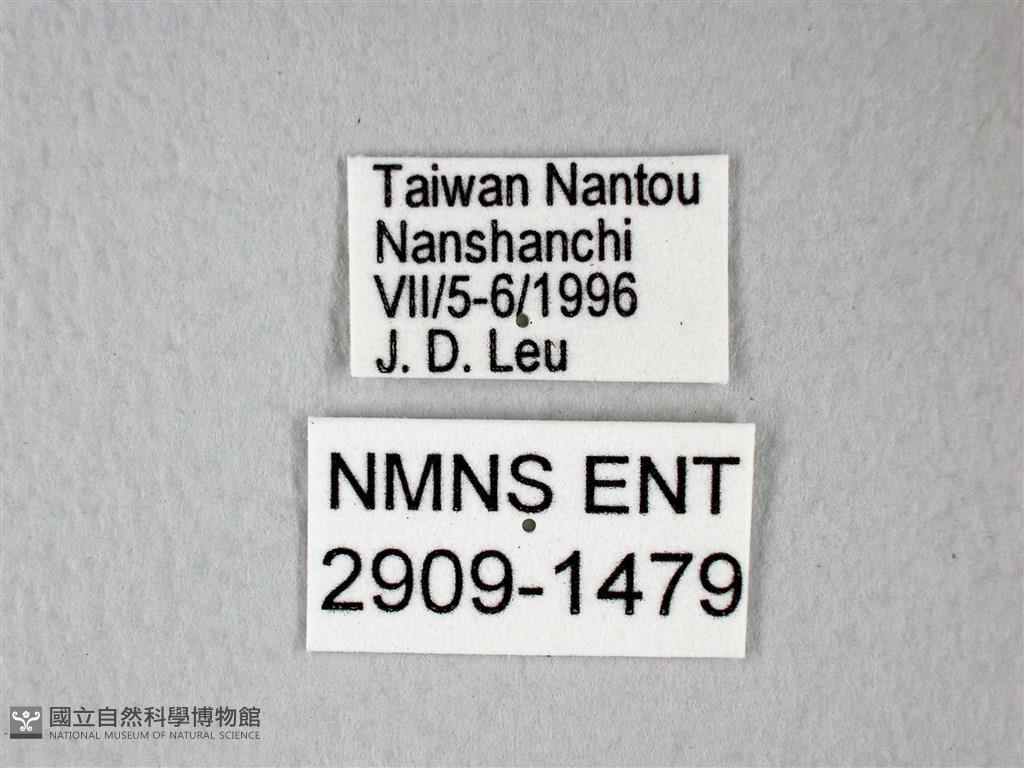 Taiwan Nantou
Nanshanchi
VII/5-6/1996
J. D. Leu
NMNS ENT
2909-1479
國立自然科學博物館
NATIONAL MUSEUM OF NATURAL SCIENCE